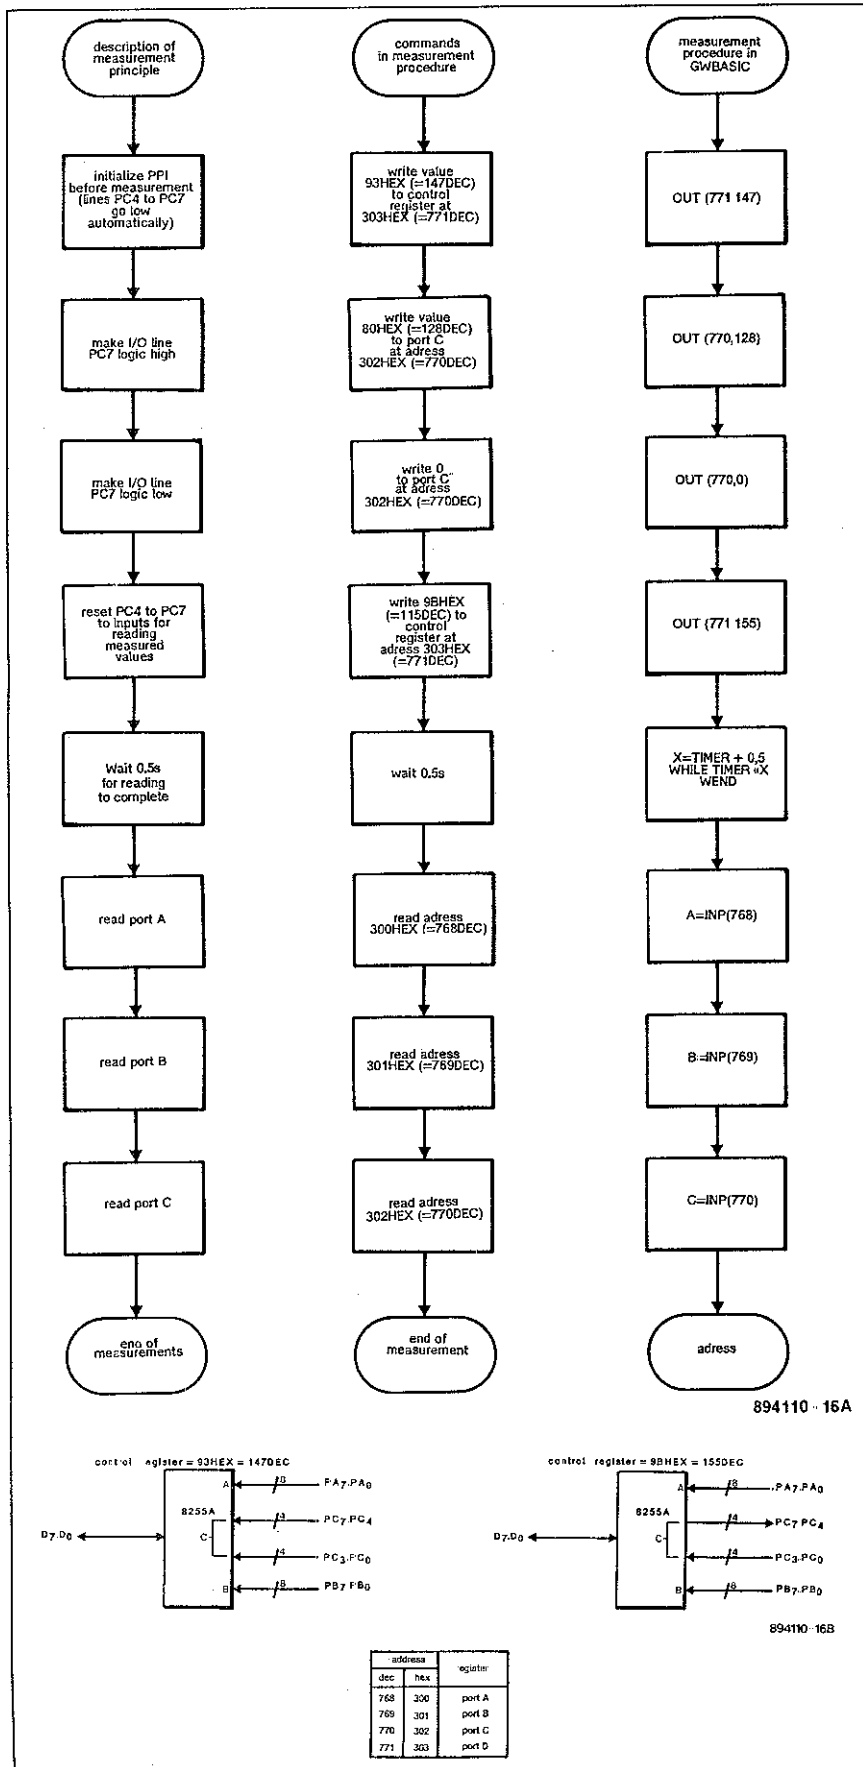 description of
measurement
principle
initialize PPI
before measurement
(lines PC4 to PC7
go low
automatically)
make I/O line
PC7 logic high
make I/O line
PC7 logic low
reset PC4 to PC7
to inputs for
reading
measured
values
Wait 0.5s
for reading
to complete
read port A
read port B
read port C
end of
measurements
commands
in measurement
procedure
write value
93HEX (=147DEC)
to control
register at
303HEX (=771DEC)
write value
80HEX (=128DEC)
to port C
at adress
302HEX (=770DEC)
write 0
to port C
at adress
302HEX (=770DEC)
write 9BHEX
(=115DEC) to
control
register at
adress 303HEX
(=771DEC)
wait 0.5s
read adress
300HEX (=768DEC)
read adress
301HEX (=769DEC)
read adress
302HEX (=770DEC)
end of
measurement
measurement
procedure in
GWBASIC
OUT (771 147)
OUT (770,128)
OUT (770,0)
OUT (771 155)
X=TIMER + 0,5
WHILE TIMER <X
WEND
A=INP(768)
B=INP(769)
C=INP(770)
adress
894110 - 16A
control egister = 93HEX = 147DEC
A 8 PA7.PA0
8255A
4 PC7.PC4
D7.D0 C
4 PC3.PC0
B 8 PB7.PB0
control register = 9BHEX = 155DEC
A 8 PA7.PA0
8255A
4 PC7.PC4
D7.D0 C
4 PC3.PC0
B 8 PB7.PB0
894110 - 16B
address register
dec hex
768 300 port A
769 301 port B
770 302 port C
771 303 port D